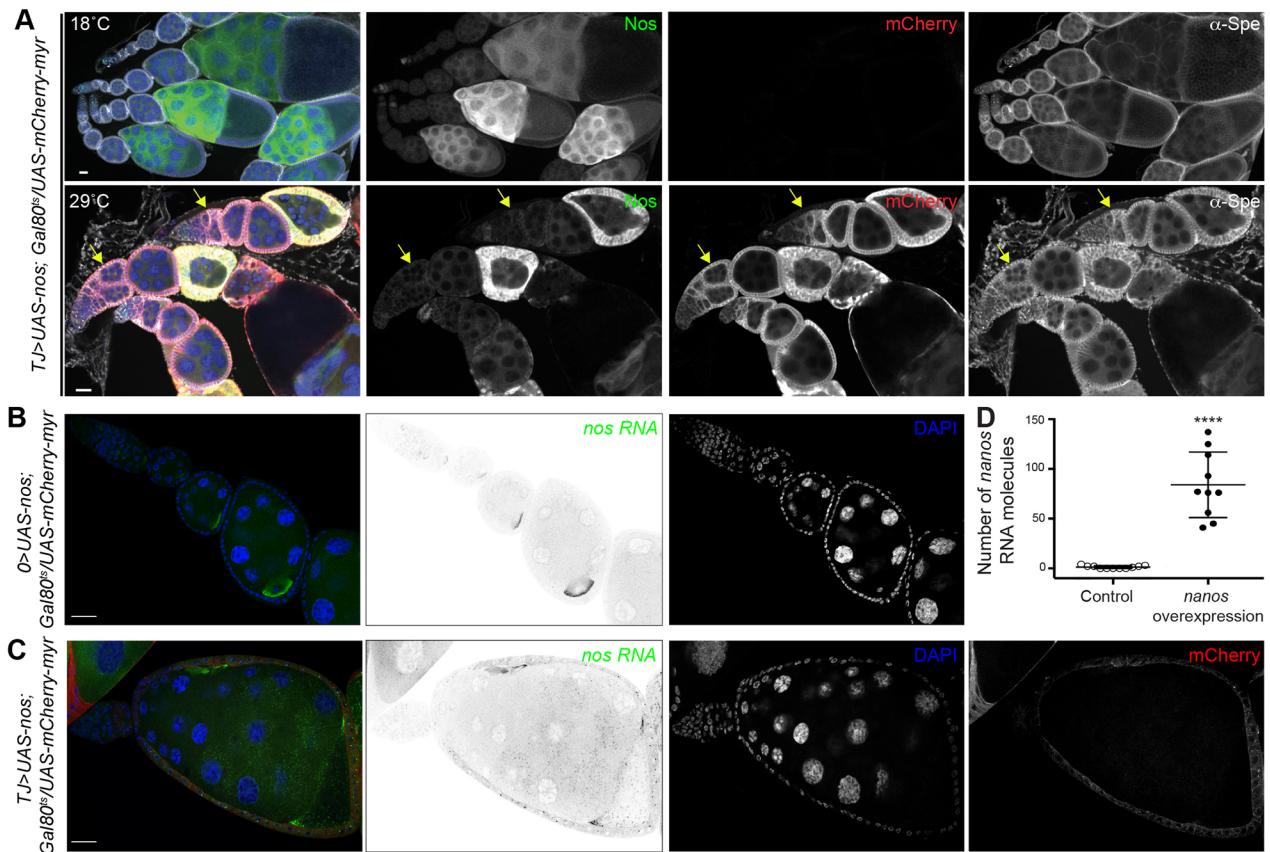 A
TJ>UAS-nos; Gal80ts/UAS-mCherry-myr
18°C
Nos
mCherry
α-Spe
29°C
Nos
mCherry
α-Spe
B
0>UAS-nos;
Gal80ts/UAS-mCherry-myr
nos RNA
DAPI
D
Number of nanos
RNA molecules
150
100
50
0
****
Control
nanos
overexpression
C
TJ>UAS-nos;
Gal80ts/UAS-mCherry-myr
nos RNA
DAPI
mCherry